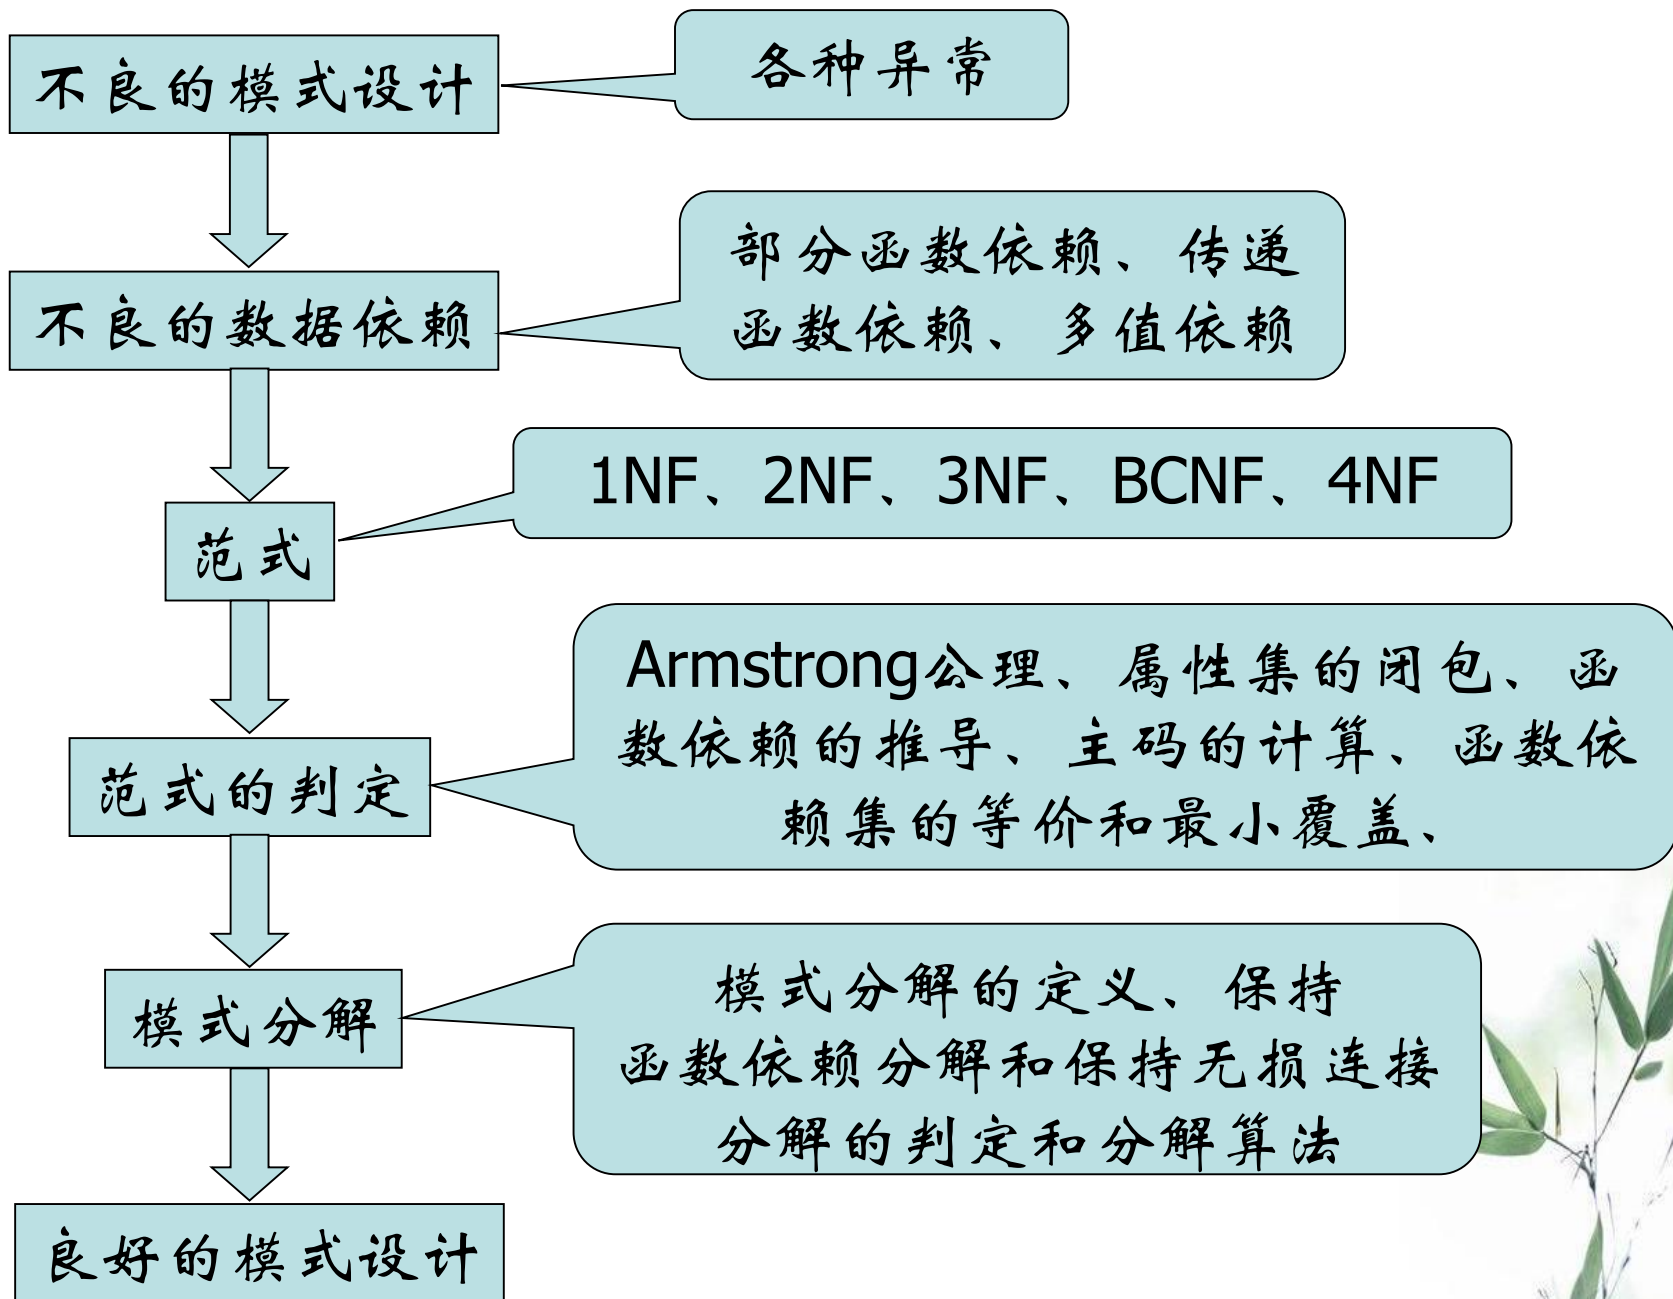 不良的模式设计
各种异常
不良的数据依赖
部分函数依赖、传递
函数依赖、多值依赖
范式
1NF、2NF、3NF、BCNF、4NF
范式的判定
Armstrong公理、属性集的闭包、函
数依赖的推导、主码的计算、函数依
赖集的等价和最小覆盖、
模式分解
模式分解的定义、保持
函数依赖分解和保持无损连接
分解的判定和分解算法
良好的模式设计